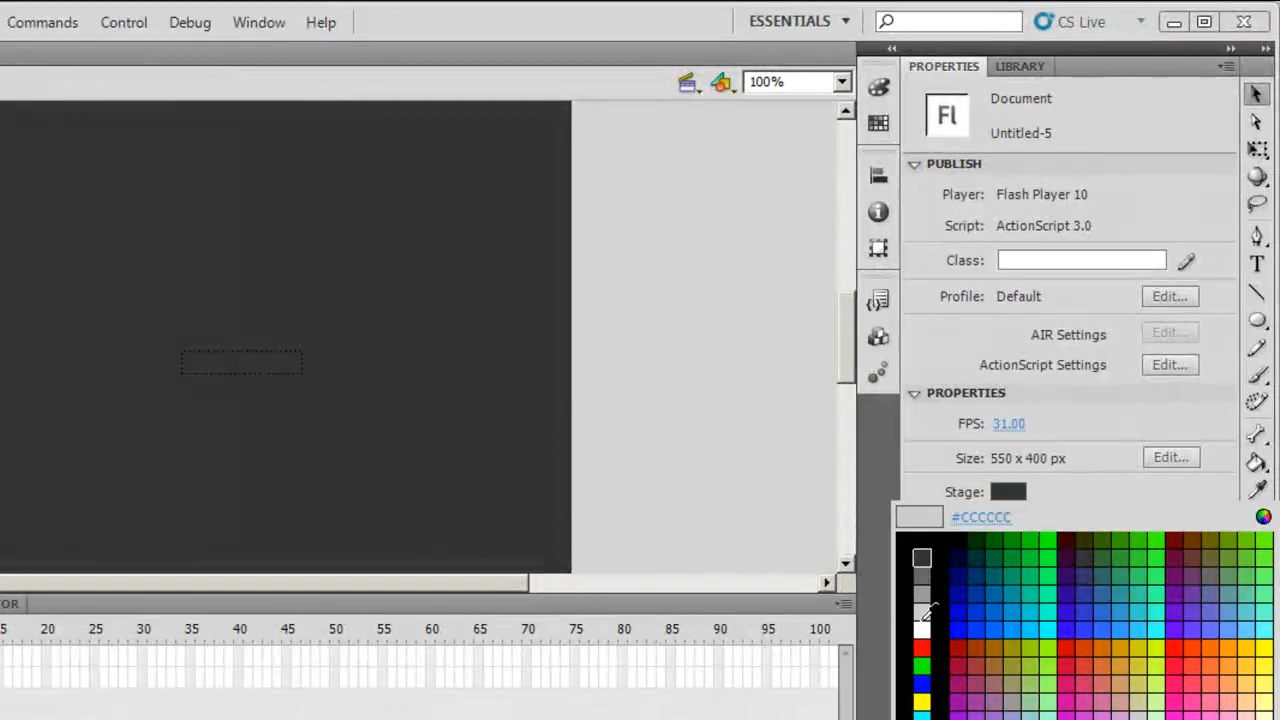 Commands Control Debug Window Help ESSENTIALS CS Live
PROPERTIES LIBRARY
100%
Fl
Document
Untitled-5
PUBLISH
Player: Flash Player 10
Script: ActionScript 3.0
Class:
Profile: Default Edit...
AIR Settings Edit...
ActionScript Settings Edit...
PROPERTIES
FPS: 31.00
Size: 550 x 400 px Edit...
Stage:
#CCCCCC
OR
5 20 25 30 35 40 45 50 55 60 65 70 75 80 85 90 95 100